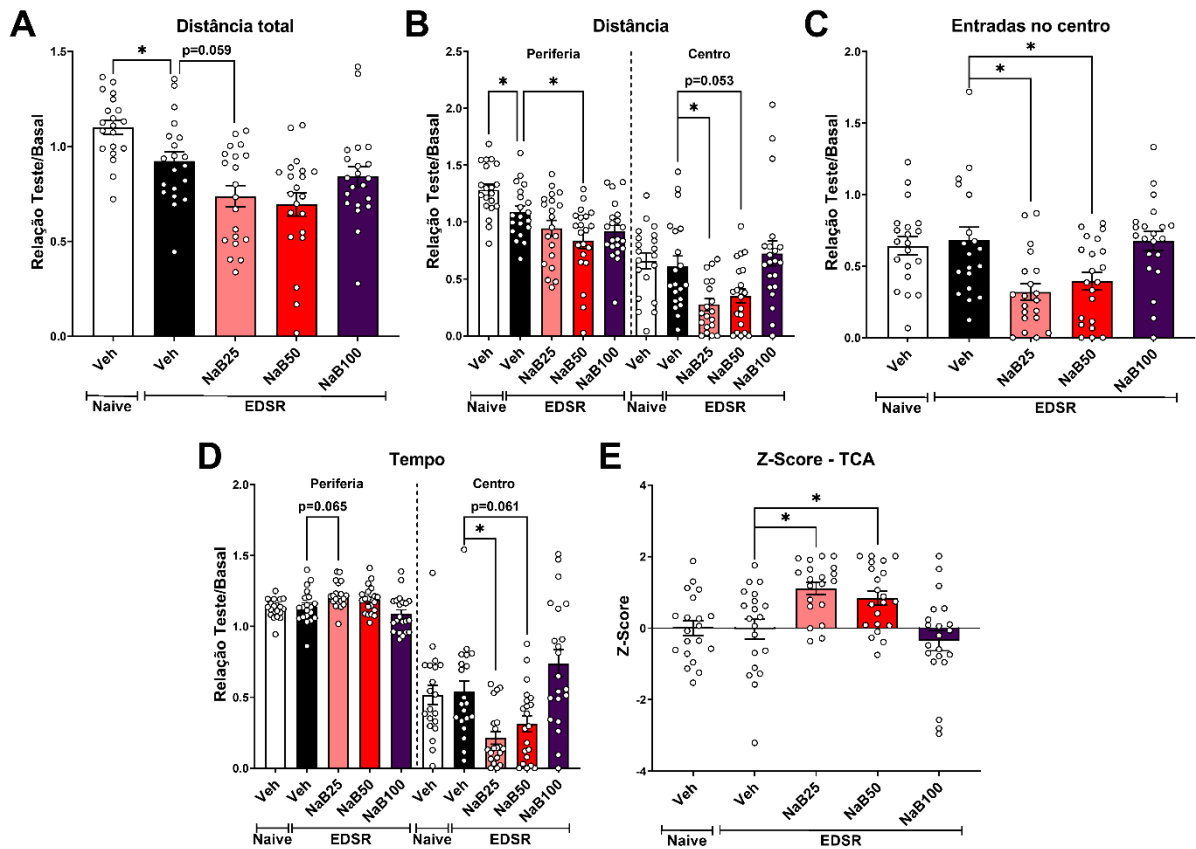 A
Distância total
Relação Teste/Basal
1.5
1.0
0.5
0.0
*
p=0.059
Veh
Veh
NaB25
NaB50
NaB100
Naive
EDSR
B
Distância
Periferia
Centro
Relação Teste/Basal
2.5
2.0
1.5
1.0
0.5
0.0
*
*
p=0.053
*
Veh
Veh
NaB25
NaB50
NaB100
Veh
Veh
NaB25
NaB50
NaB100
Naive
EDSR
Naive
EDSR
C
Entradas no centro
Relação Teste/Basal
2.0
1.5
1.0
0.5
0.0
*
*
Veh
Veh
NaB25
NaB50
NaB100
Naive
EDSR
D
Tempo
Periferia
Centro
Relação Teste/Basal
2.0
1.5
1.0
0.5
0.0
p=0.065
p=0.061
*
Veh
Veh
NaB25
NaB50
NaB100
Veh
Veh
NaB25
NaB50
NaB100
Naive
EDSR
Naive
EDSR
E
Z-Score - TCA
Z-Score
4
2
0
-2
-4
*
*
Veh
Veh
NaB25
NaB50
NaB100
Naive
EDSR